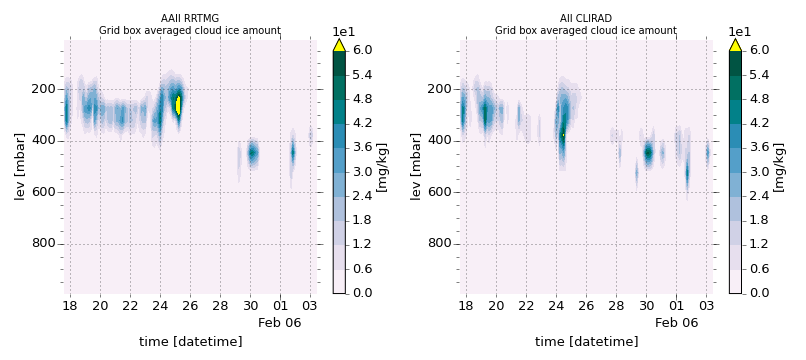 AAll RRTMG
Grid box averaged cloud ice amount
1e1
6.0
5.4
4.8
4.2
3.6
3.0
2.4
1.8
1.2
0.6
0.0
[mg/kg]
200
400
600
800
lev [mbar]
18 20 22 24 26 28 30 01 03
Feb 06
time [datetime]
All CLIRAD
Grid box averaged cloud ice amount
1e1
6.0
5.4
4.8
4.2
3.6
3.0
2.4
1.8
1.2
0.6
0.0
[mg/kg]
200
400
600
800
lev [mbar]
18 20 22 24 26 28 30 01 03
Feb 06
time [datetime]